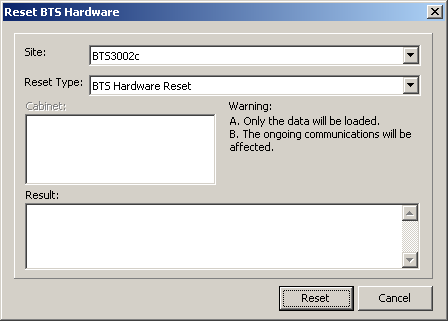 Reset BTS Hardware
Site:
BTS3002c
Reset Type:
BTS Hardware Reset
Cabinet:
Warning:
A. Only the data will be loaded.
B. The ongoing communications will be
affected.
Result:
Reset
Cancel